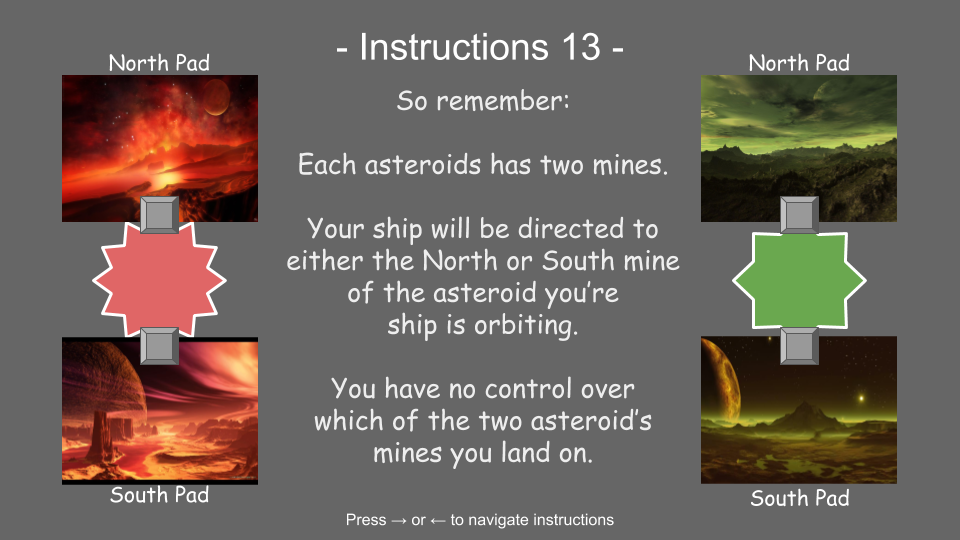 - Instructions 13 -
North Pad
North Pad
So remember:
Each asteroids has two mines.
Your ship will be directed to
either the North or South mine
of the asteroid you're
ship is orbiting.
You have no control over
which of the two asteroid's
mines you land on.
South Pad
South Pad
Press → or ← to navigate instructions